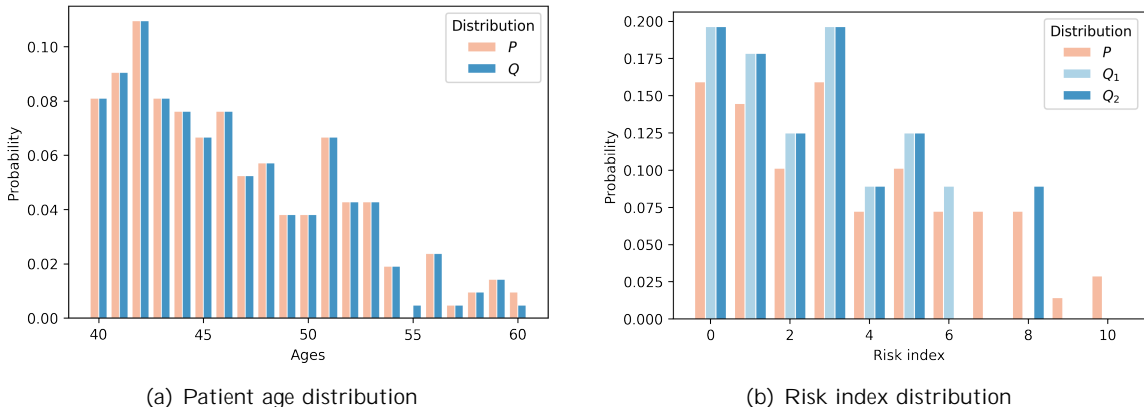 Distribution
P
Q
0.10
0.08
0.06
0.04
0.02
0.00
Probability
40
45
50
55
60
Ages
(a) Patient age distribution
Distribution
P
Q1
Q2
0.200
0.175
0.150
0.125
0.100
0.075
0.050
0.025
0.000
Probability
0
2
4
6
8
10
Risk index
(b) Risk index distribution